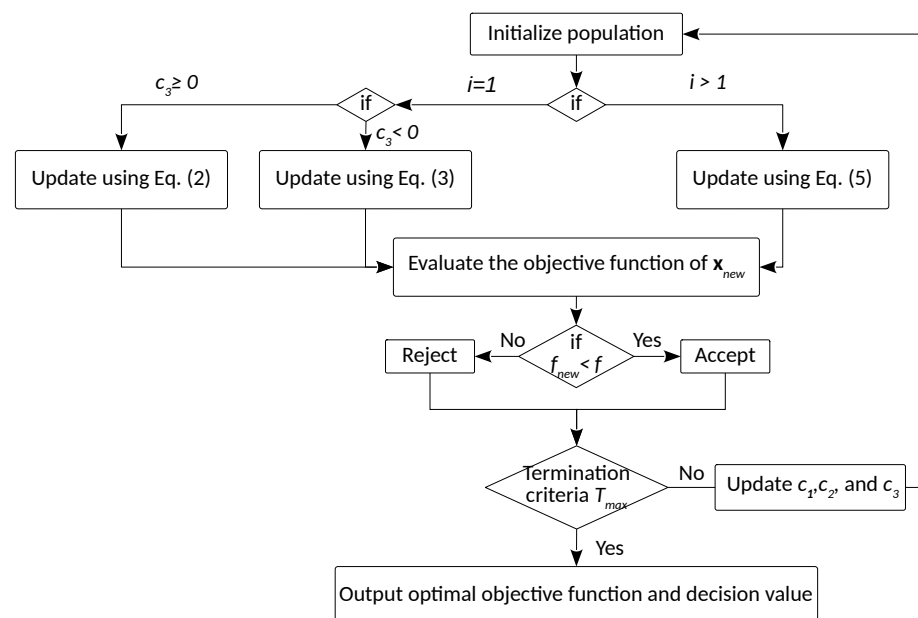 Initialize population
c3≥ 0
i=1
i > 1
if
if
c3< 0
Update using Eq. (2)
Update using Eq. (3)
Update using Eq. (5)
Evaluate the objective function of xnew
No
if
Yes
Reject
fnew< f
Accept
Termination
criteria Tmax
No
Update c1,c2, and c3
Yes
Output optimal objective function and decision value